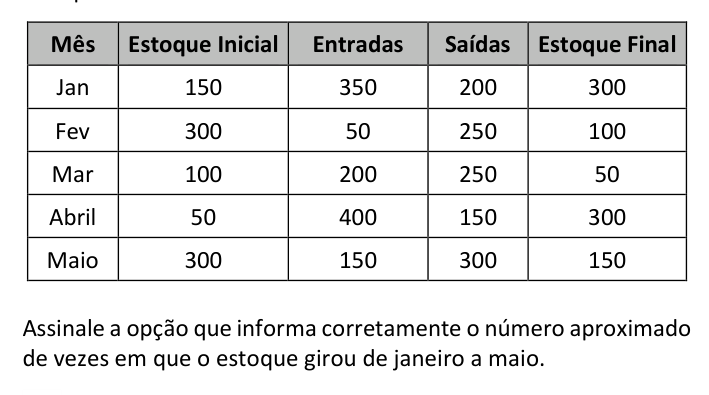 Mês Estoque Inicial Entradas Saídas Estoque Final
Jan 150 350 200 300
Fev 300 50 250 100
Mar 100 200 250 50
Abril 50 400 150 300
Maio 300 150 300 150
Assinale a opção que informa corretamente o número aproximado
de vezes em que o estoque girou de janeiro a maio.